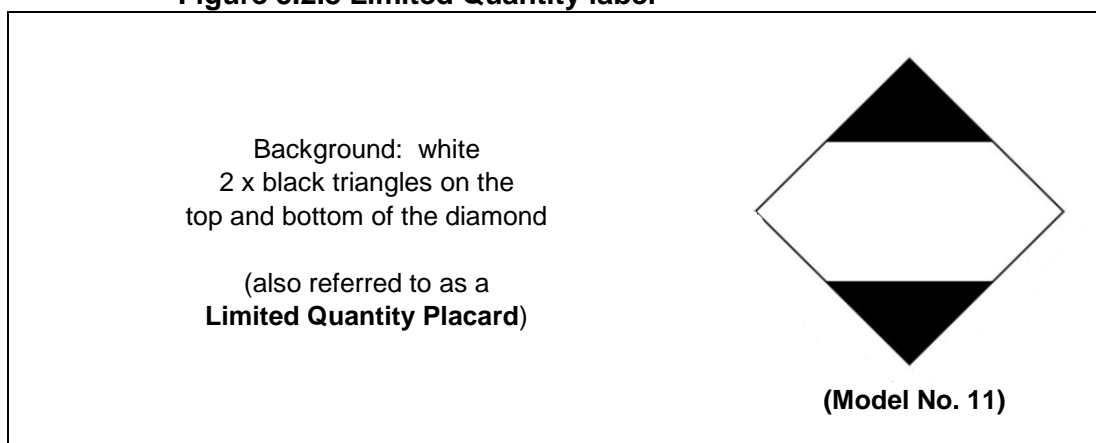 Background: white
2 x black triangles on the
top and bottom of the diamond
(also referred to as a
Limited Quantity Placard)
(Model No. 11)